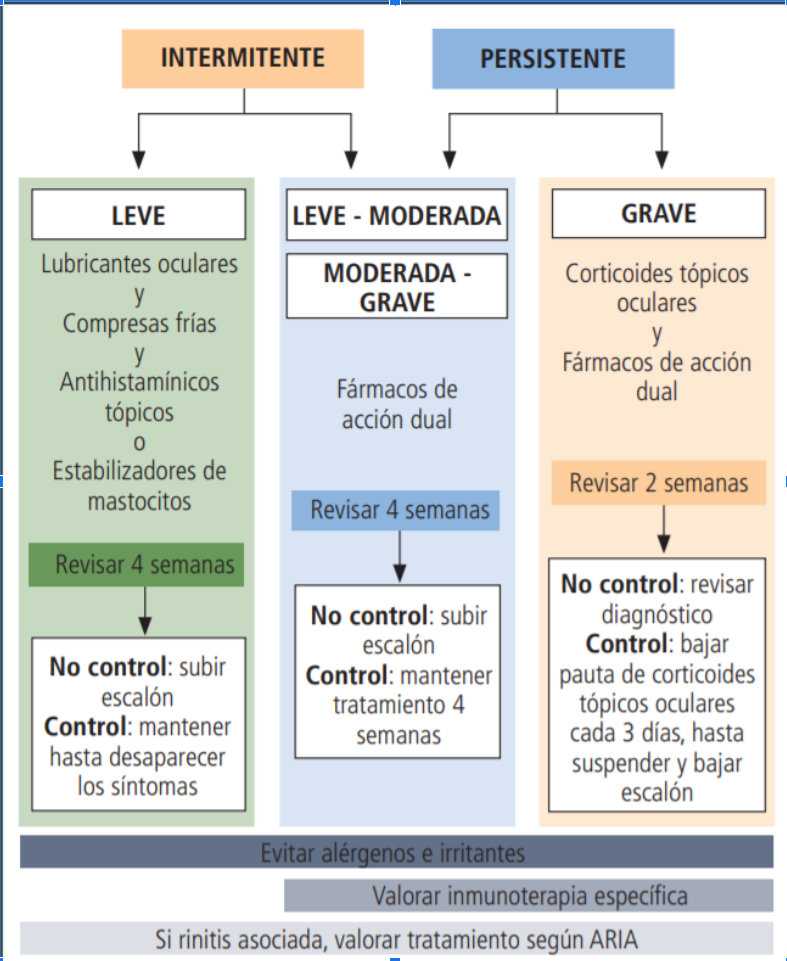 INTERMITENTE
PERSISTENTE
LEVE
Lubricantes oculares
y
Compresas frías
y
Antihistamínicos
tópicos
o
Estabilizadores de
mastocitos
Revisar 4 semanas
No control: subir
escalón
Control: mantener
hasta desaparecer
los síntomas
LEVE - MODERADA
MODERADA -
GRAVE
Fármacos de
acción dual
Revisar 4 semanas
No control: subir
escalón
Control: mantener
tratamiento 4
semanas
GRAVE
Corticoides tópicos
oculares
y
Fármacos de acción
dual
Revisar 2 semanas
No control: revisar
diagnóstico
Control: bajar
pauta de corticoides
tópicos oculares
cada 3 días, hasta
suspender y bajar
escalón
Evitar alérgenos e irritantes
Valorar inmunoterapia específica
Si rinitis asociada, valorar tratamiento según ARIA